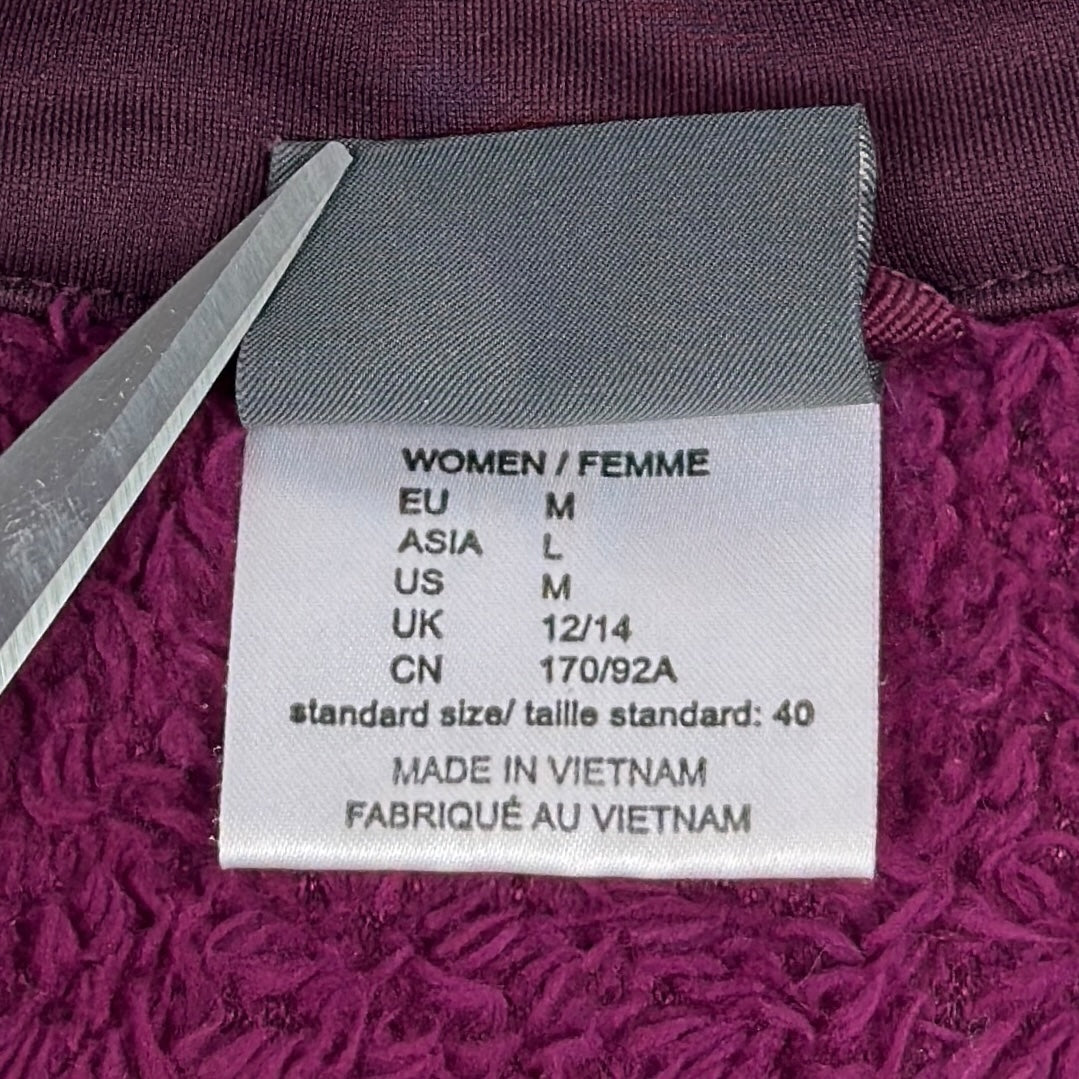 WOMEN / FEMME
EU M
ASIA L
US M
UK 12/14
CN 170/92A
standard size/ taille standard: 40
MADE IN VIETNAM
FABRIQUÉ AU VIETNAM